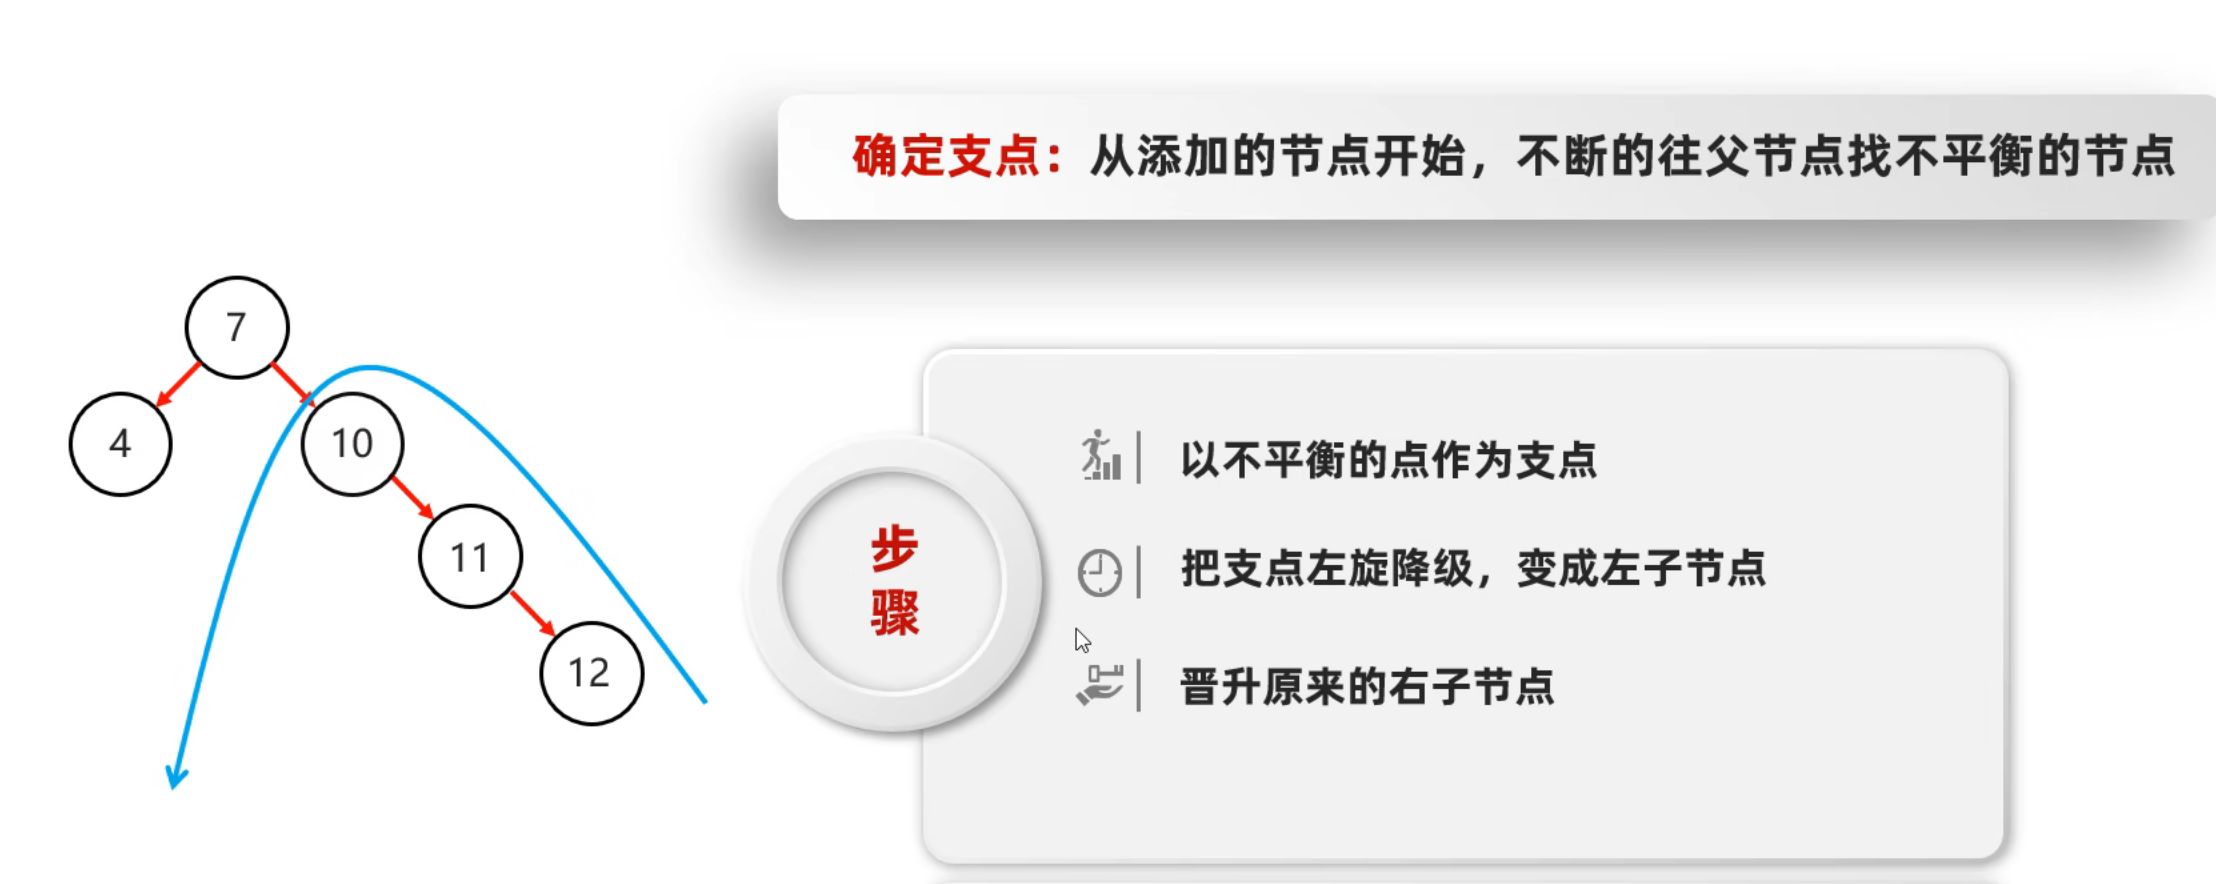 确定支点：从添加的节点开始，不断的往父节点找不平衡的节点
7
4
10
11
12
步
骤
以不平衡的点作为支点
把支点左旋降级，变成左子节点
晋升原来的右子节点